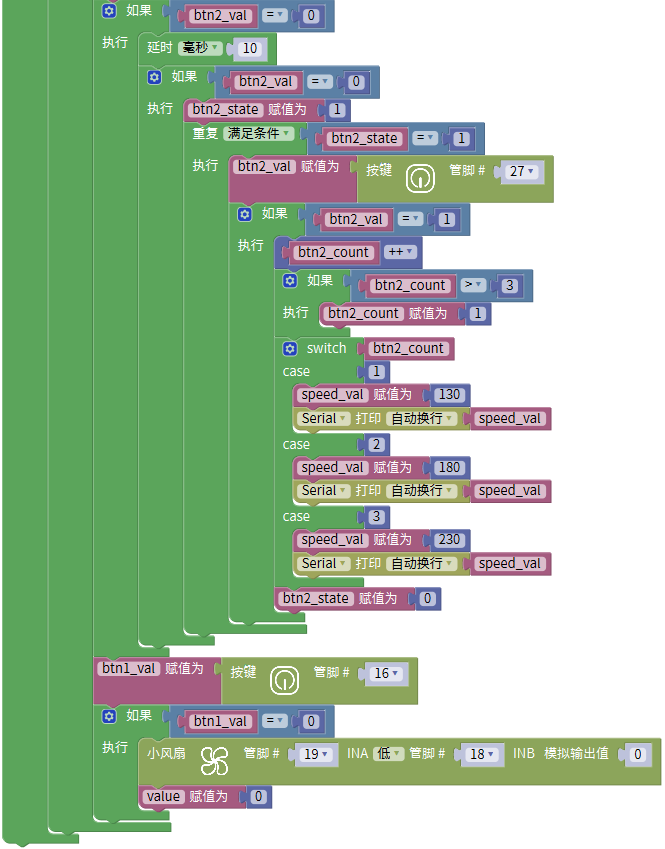 如果 btn2_val = 0
执行 延时 毫秒 10
如果 btn2_val = 0
执行 btn2_state 赋值为 1
重复 满足条件 btn2_state = 1
执行 btn2_val 赋值为 按键 管脚 # 27
如果 btn2_val = 1
执行 btn2_count ++
如果 btn2_count > 3
执行 btn2_count 赋值为 1
switch btn2_count
case 1
speed_val 赋值为 130
Serial 打印 自动换行 speed_val
case 2
speed_val 赋值为 180
Serial 打印 自动换行 speed_val
case 3
speed_val 赋值为 230
Serial 打印 自动换行 speed_val
btn2_state 赋值为 0
btn1_val 赋值为 按键 管脚 # 16
如果 btn1_val = 0
执行 小风扇 管脚 # 19 INA 低 管脚 # 18 INB 模拟输出值 0
value 赋值为 0